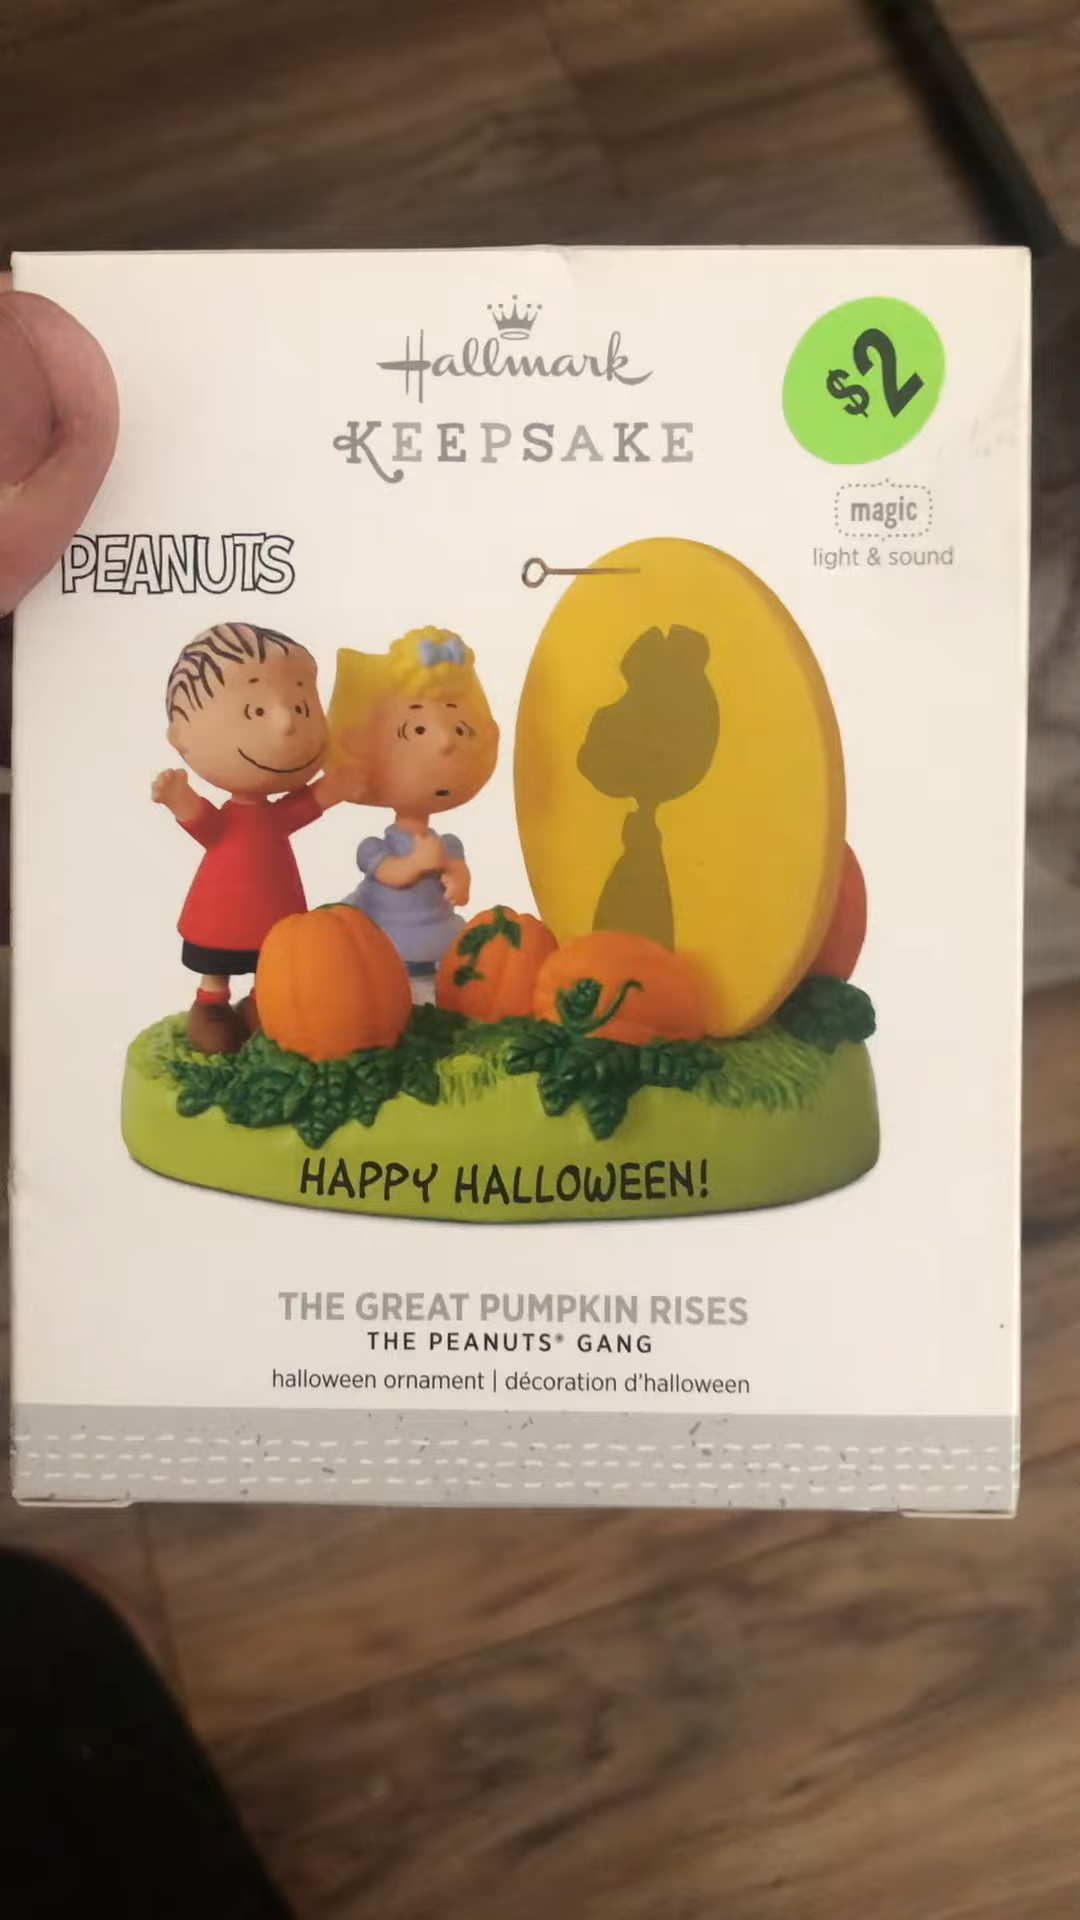 Hallmark
KEEPSAKE
$2
magic
light & sound
PEANUTS
HAPPY HALLOWEEN!
THE GREAT PUMPKIN RISES
THE PEANUTS® GANG
halloween ornament | décoration d'halloween